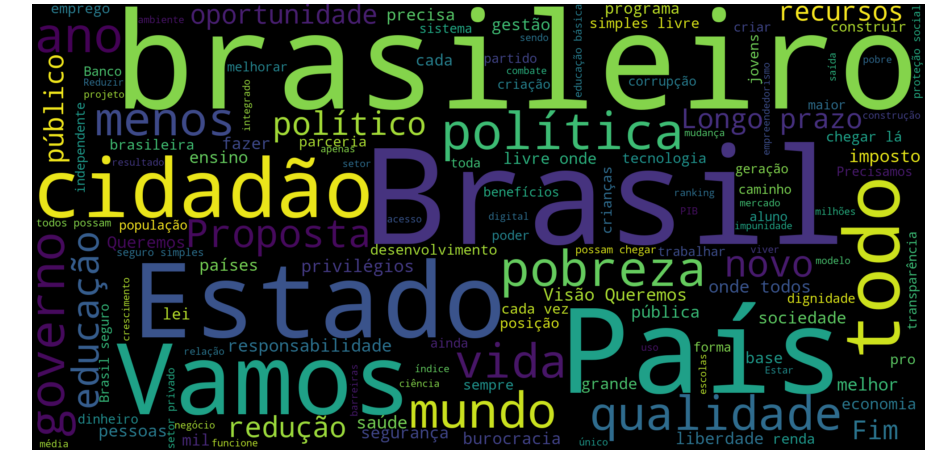 emprego
ambiente
oportunidade
precisa
programa
simples livre
recursos
ano
brasileiro
sistema
gestão
criar
construir
educação básica
proteção social
Banco
Reduzir
projeto
melhorar
cada
partido
sendo
combate
criação
corrupção
jovens
saída
pobre
público
menos
integrado
político
política
Longo prazo
maior
construção
empreendedorismo
independente
brasileira
parceria
mudança
chegar lá
resultado
ensino
fazer
apenas
setor
toda
livre onde
tecnologia
geração
imposto
Precisamos
cidadão
Brasil
benefícios
crianças
ranking
caminho
mercado
aluno
milhões
todo
todos possam
população
acesso
digital
poder
PIB
impunidade
governo
educação
Queremos
Proposta
desenvolvimento
possam chegar
trabalhar
viver
seguro simples
países
privilégios
pobreza
novo
modelo
transparência
Estado
Visão Queremos
onde todos
dignidade
crescimento
lei
cada vez
posição
pública
País
sociedade
Brasil seguro
Vamos
responsabilidade
ainda
relação
vida
uso
forma
base
Estar
pro
setor privado
barreiras
índice
ciência
sempre
grande
escolas
melhor
dinheiro
pessoas
negócio
mil
funcione
redução
saúde
segurança
mundo
burocracia
qualidade
economia
média
único
liberdade
renda
Fim